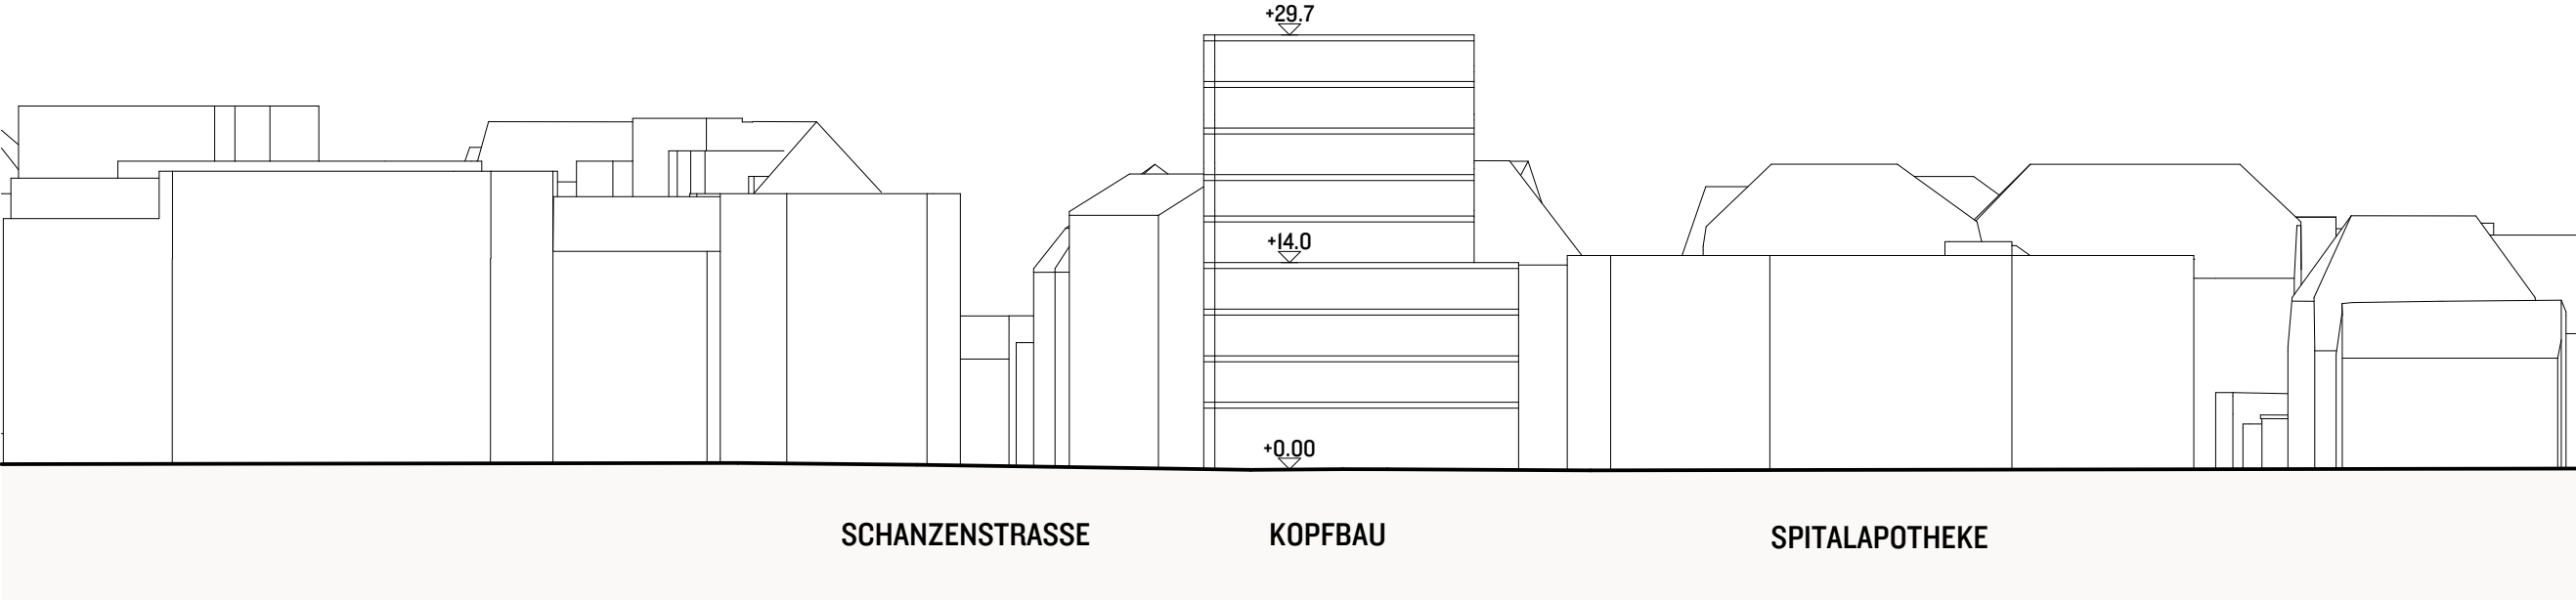 +29.7
+14.0
+0.00
SCHANZENSTRASSE
KOPFBAU
SPITALAPOTHEKE